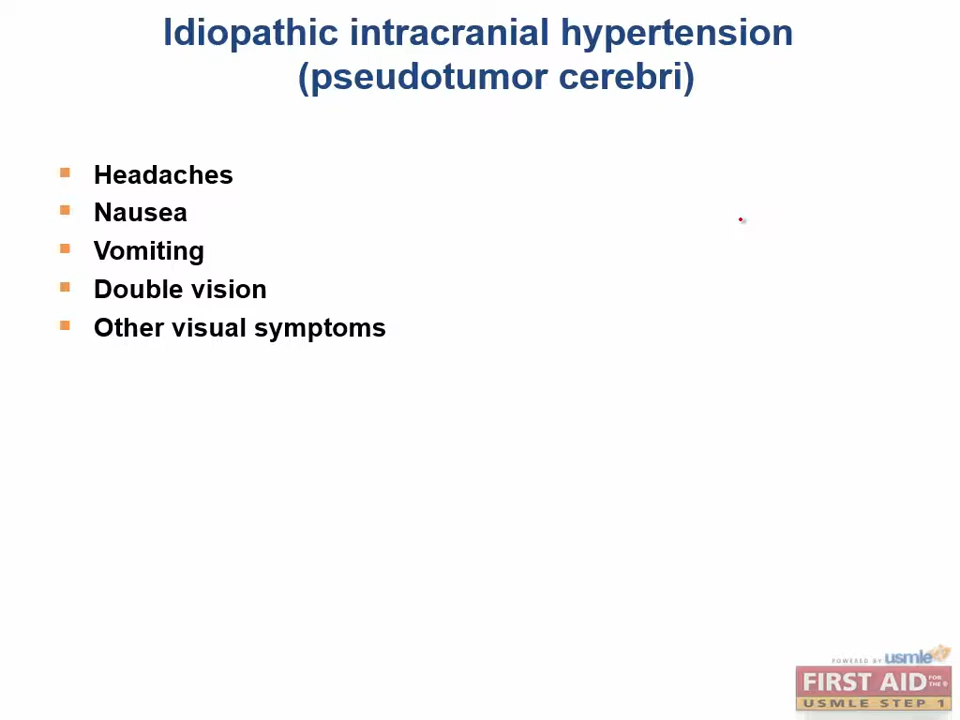 Idiopathic intracranial hypertension
(pseudotumor cerebri)
Headaches
Nausea
Vomiting
Double vision
Other visual symptoms
POWERED BY usmle
FIRST AID FOR THE
USMLE STEP 1